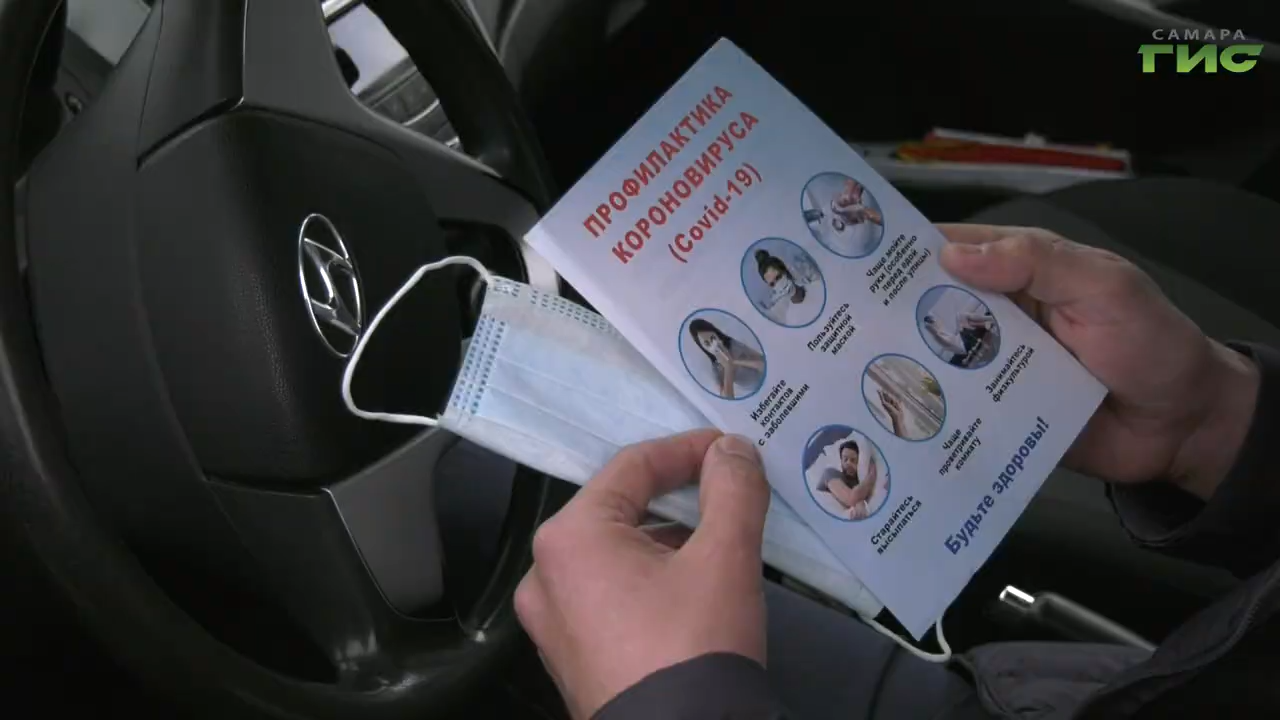 САМАРА
ГИС
ПРОФИЛАКТИКА
КОРОНОВИРУСА
(Covid-19)
Избегайте
контактов
с заболевшими
Пользуйтесь
защитной
маской
Чаще мойте
руки (особенно
перед едой
и после улицы)
Старайтесь
высыпаться
Чаще
проветривайте
комнату
Занимайтесь
физкультурой
Будьте здоровы!